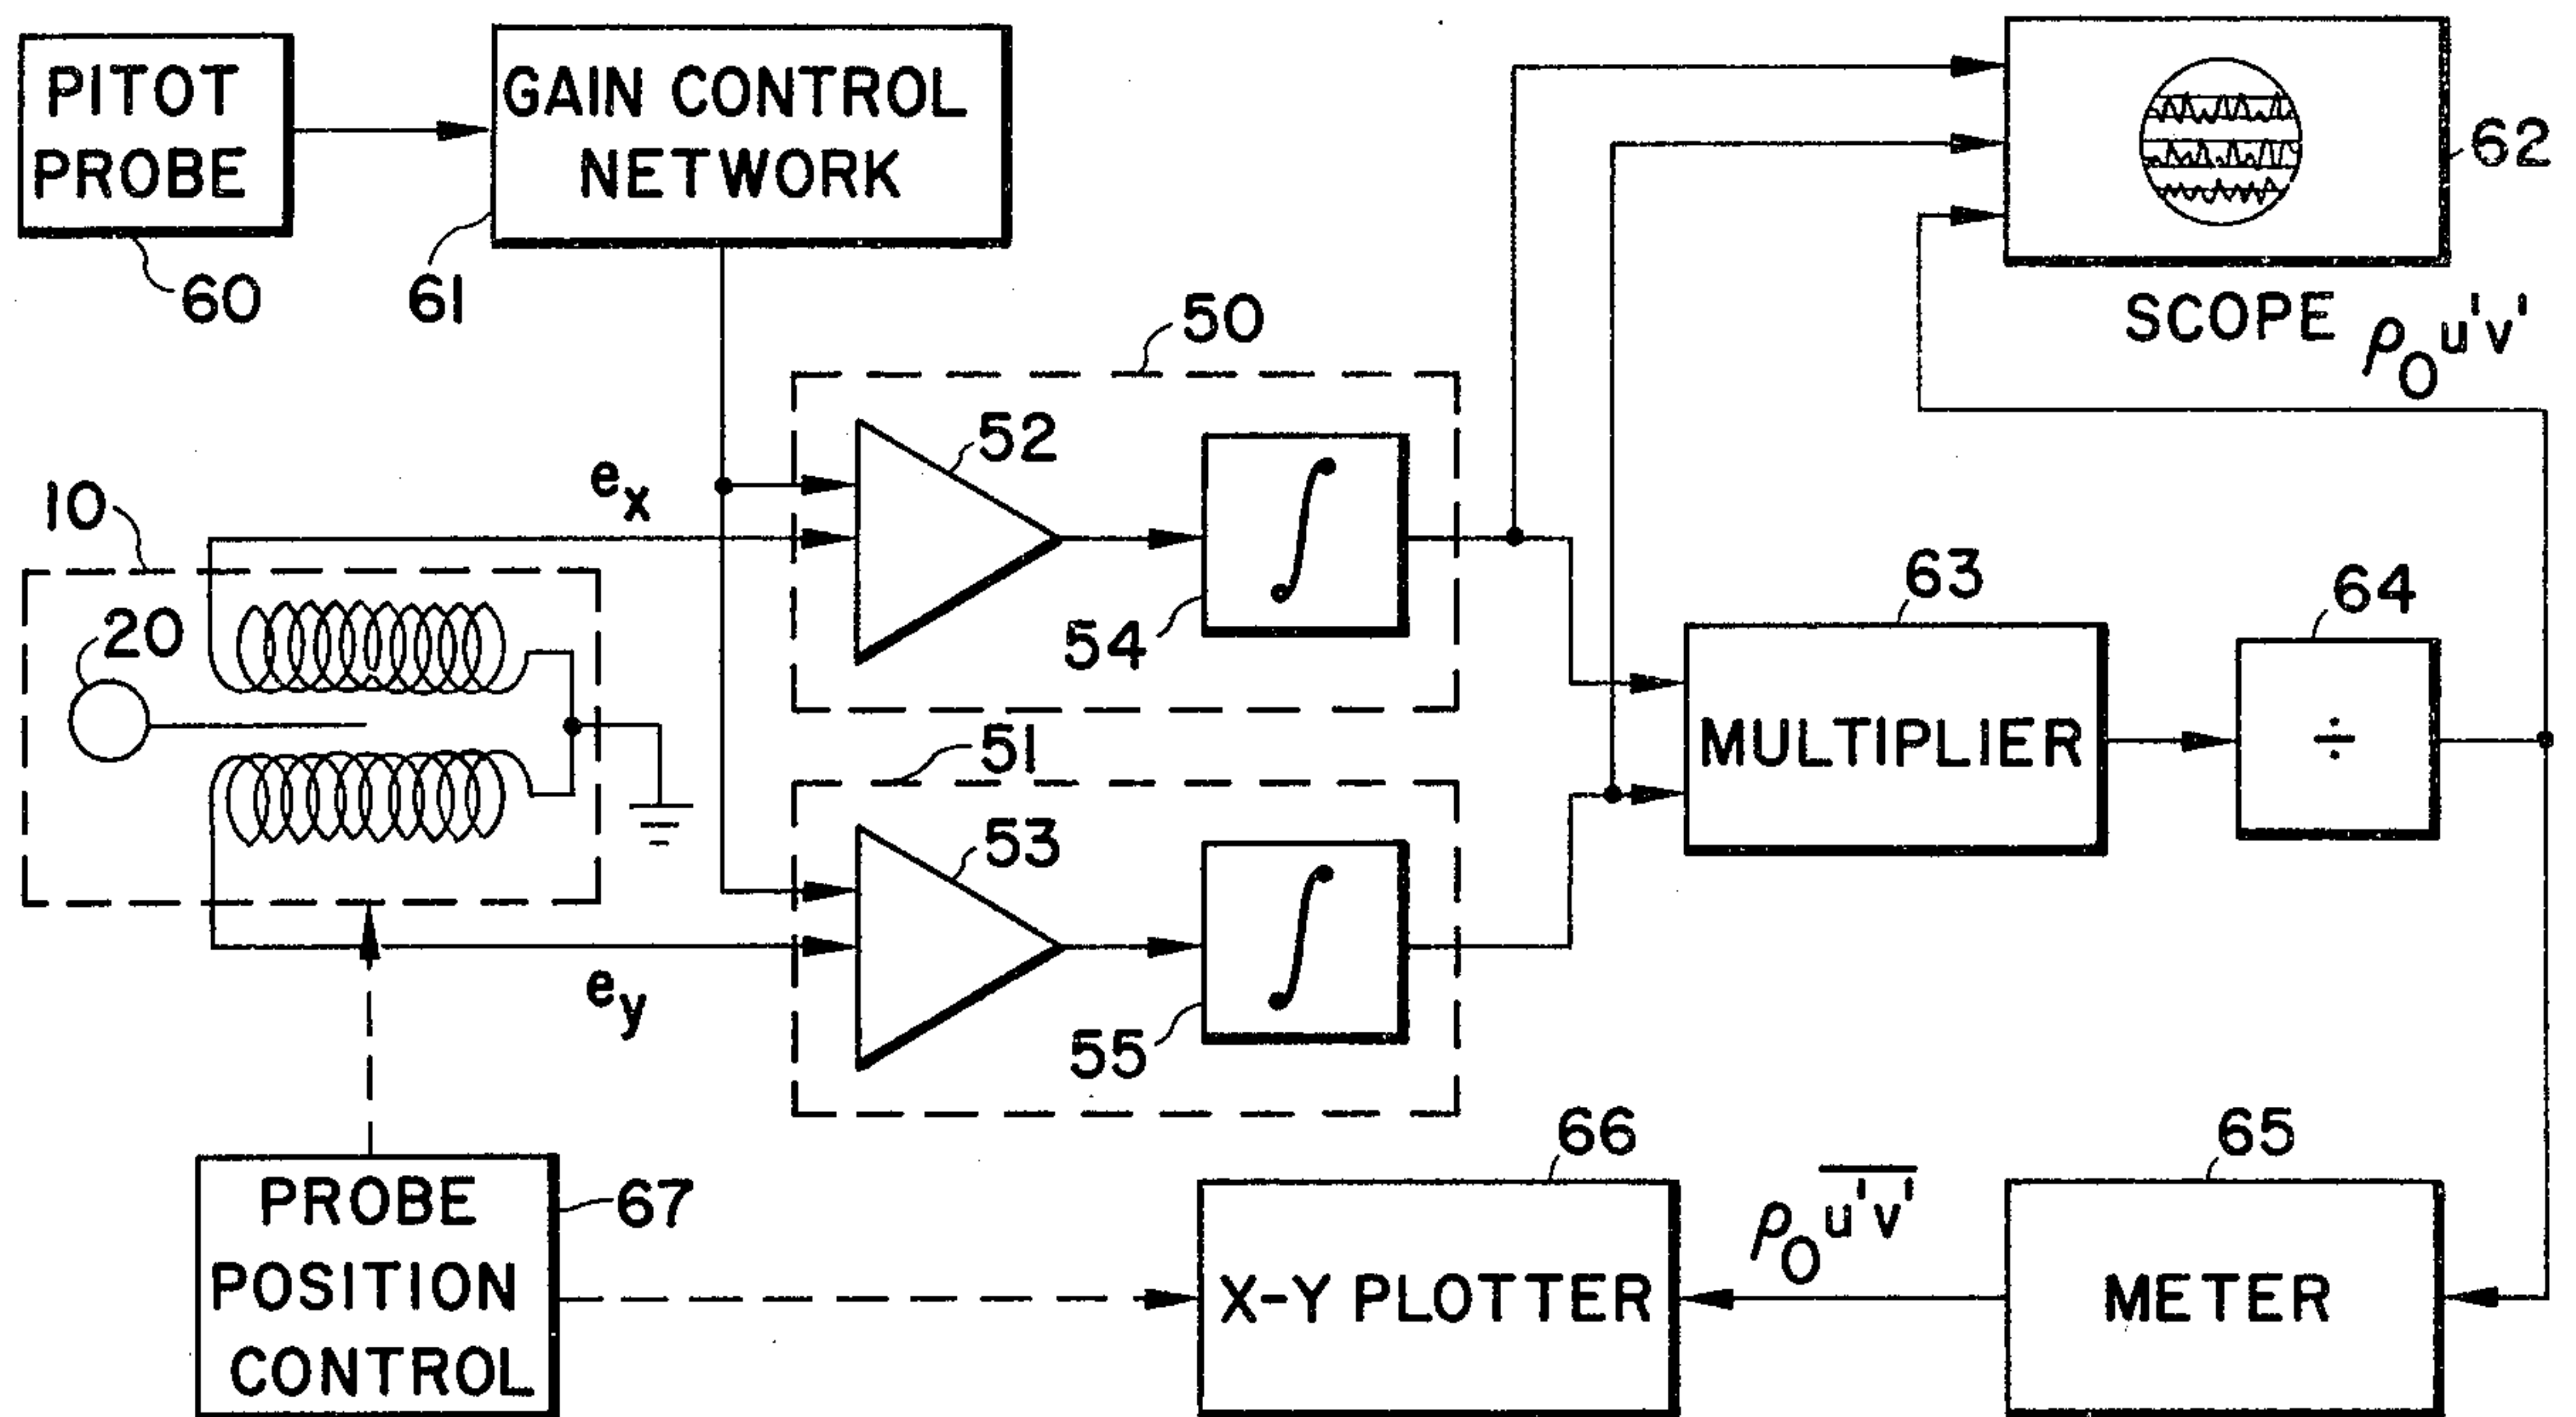 PITOT
PROBE
60
GAIN CONTROL
NETWORK
61
62
SCOPE
ρ₀u'v'
50
52
54
eₓ
10
20
51
53
55
e_y
63
MULTIPLIER
64
÷
PROBE
POSITION
CONTROL
67
66
X-Y PLOTTER
ρ₀u'v'
65
METER